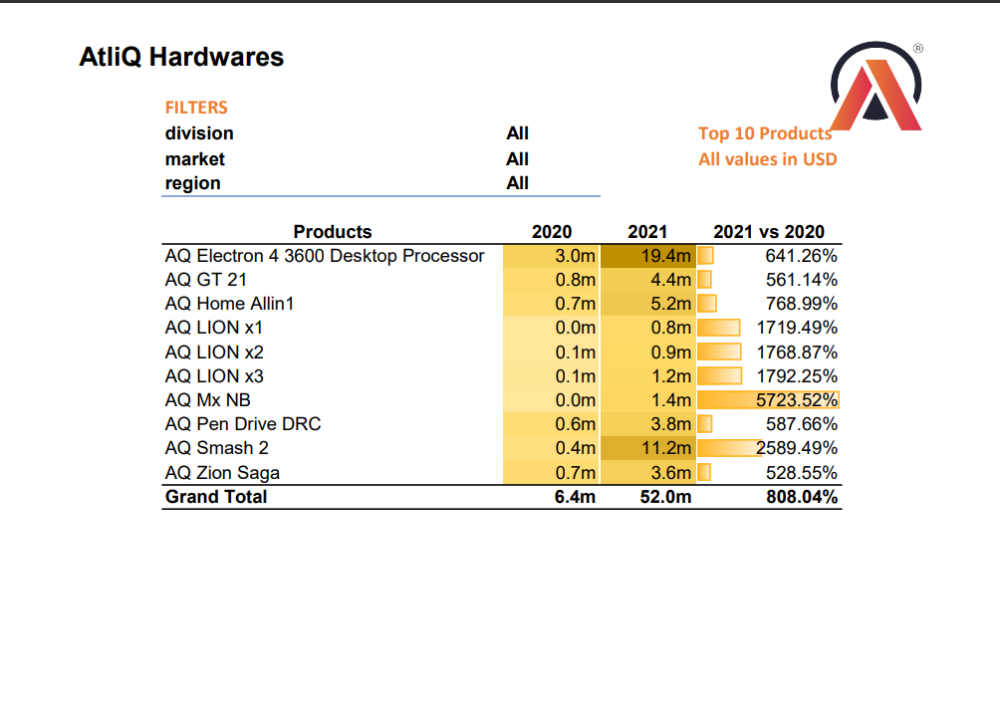 AtliQ Hardwares
®
FILTERS
division All Top 10 Products
market All All values in USD
region All
Products 2020 2021 2021 vs 2020
AQ Electron 4 3600 Desktop Processor 3.0m 19.4m 641.26%
AQ GT 21 0.8m 4.4m 561.14%
AQ Home Allin1 0.7m 5.2m 768.99%
AQ LION x1 0.0m 0.8m 1719.49%
AQ LION x2 0.1m 0.9m 1768.87%
AQ LION x3 0.1m 1.2m 1792.25%
AQ Mx NB 0.0m 1.4m 5723.52%
AQ Pen Drive DRC 0.6m 3.8m 587.66%
AQ Smash 2 0.4m 11.2m 2589.49%
AQ Zion Saga 0.7m 3.6m 528.55%
Grand Total 6.4m 52.0m 808.04%